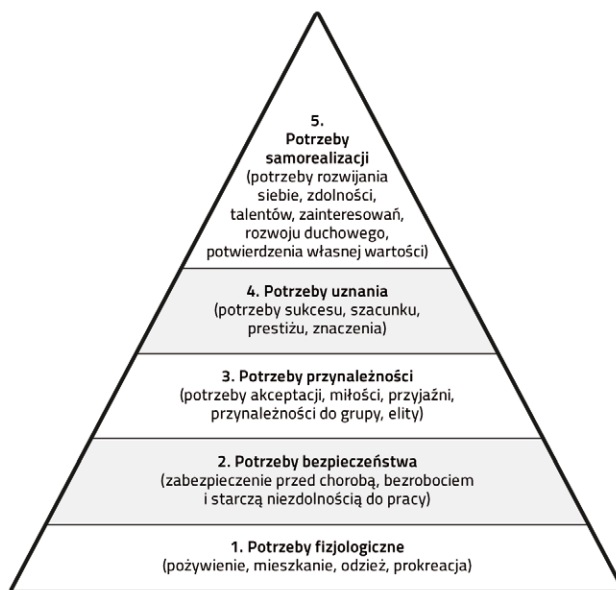 5.
Potrzeby
samorealizacji
(potrzeby rozwijania
siebie, zdolności,
talentów, zainteresowań,
rozwoju duchowego,
potwierdzenia własnej wartości)
4. Potrzeby uznania
(potrzeby sukcesu, szacunku,
prestiżu, znaczenia)
3. Potrzeby przynależności
(potrzeby akceptacji, miłości, przyjaźni,
przynależności do grupy, elity)
2. Potrzeby bezpieczeństwa
(zabezpieczenie przed chorobą, bezrobociem
i starczą niezdolnością do pracy)
1. Potrzeby fizjologiczne
(pożywienie, mieszkanie, odzież, prokreacja)